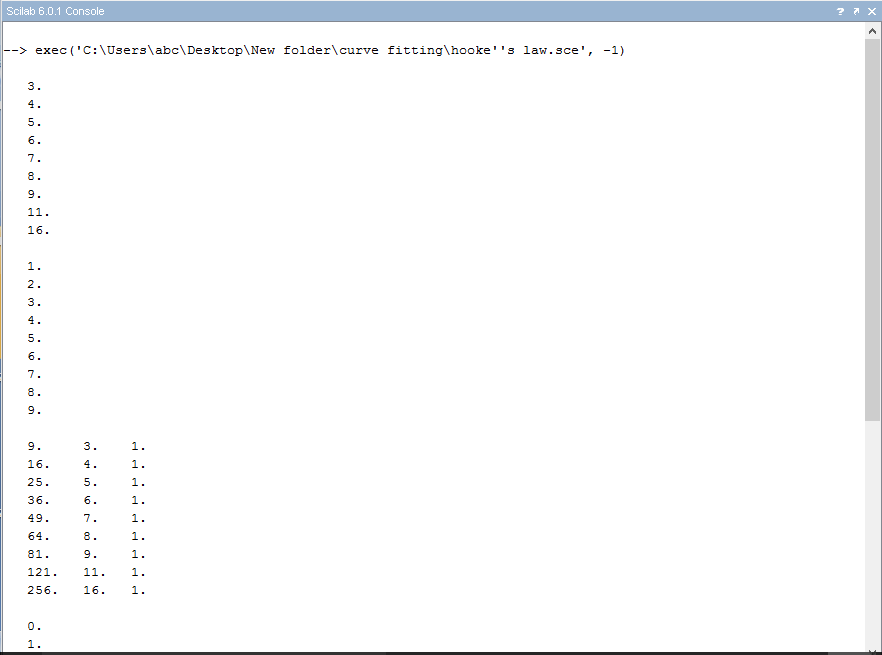 Scilab 6.0.1 Console
--> exec('C:\Users\abc\Desktop\New folder\curve fitting\hooke''s law.sce', -1)
3.
4.
5.
6.
7.
8.
9.
11.
16.
1.
2.
3.
4.
5.
6.
7.
8.
9.
9. 3. 1.
16. 4. 1.
25. 5. 1.
36. 6. 1.
49. 7. 1.
64. 8. 1.
81. 9. 1.
121. 11. 1.
256. 16. 1.
0.
1.